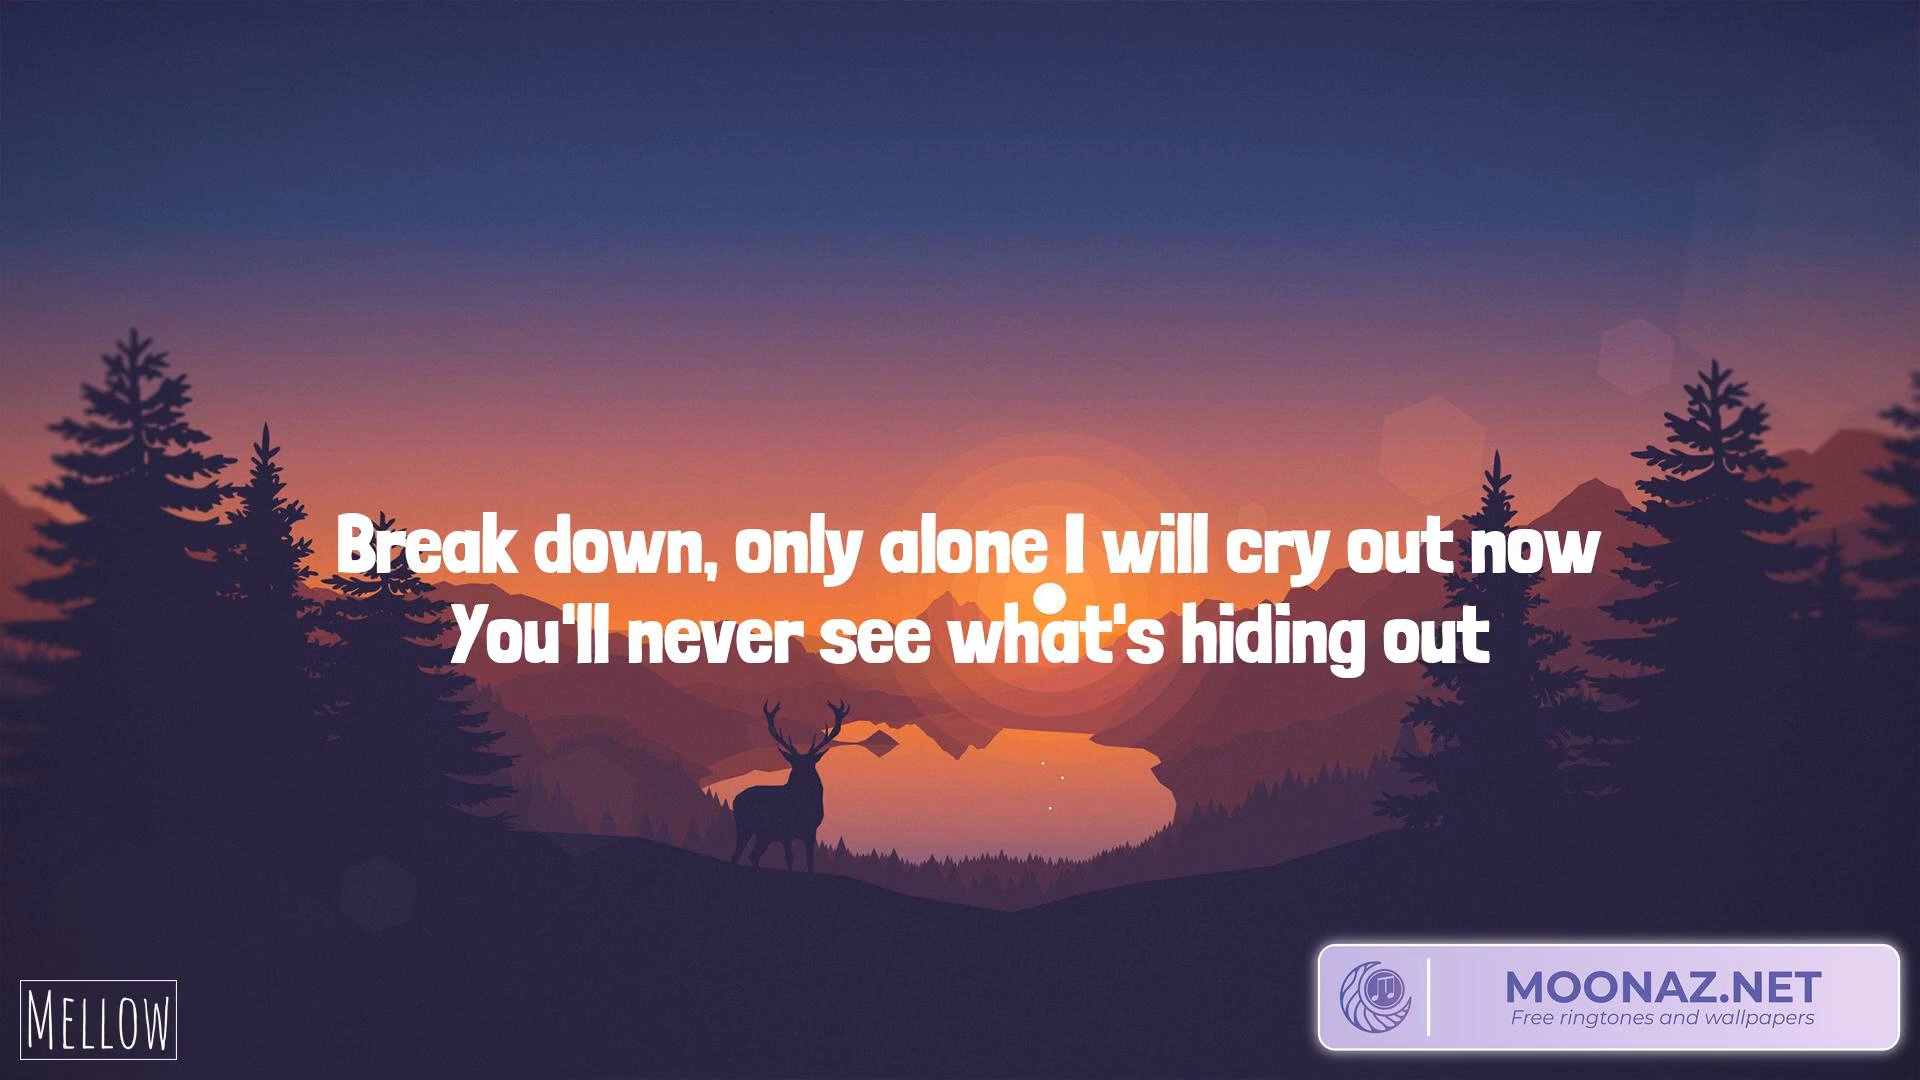 Break down, only alone I will cry out now
You'll never see what's hiding out
MELLOW
MOONAZ.NET
Free ringtones and wallpapers